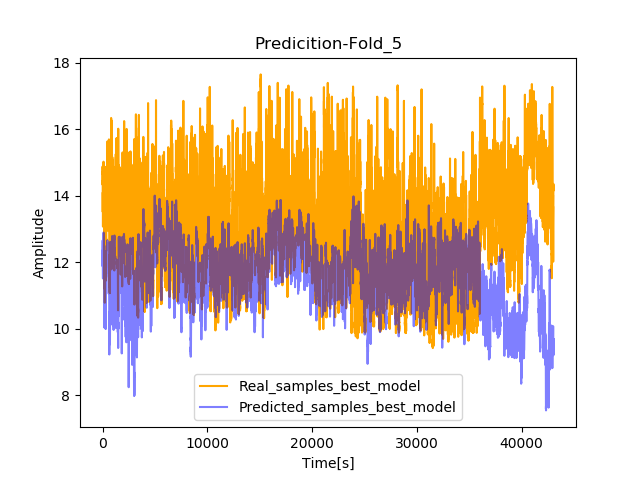 Predicition-Fold_5
18
16
14
12
10
8
Amplitude
0
10000
20000
30000
40000
Time[s]
Real_samples_best_model
Predicted_samples_best_model